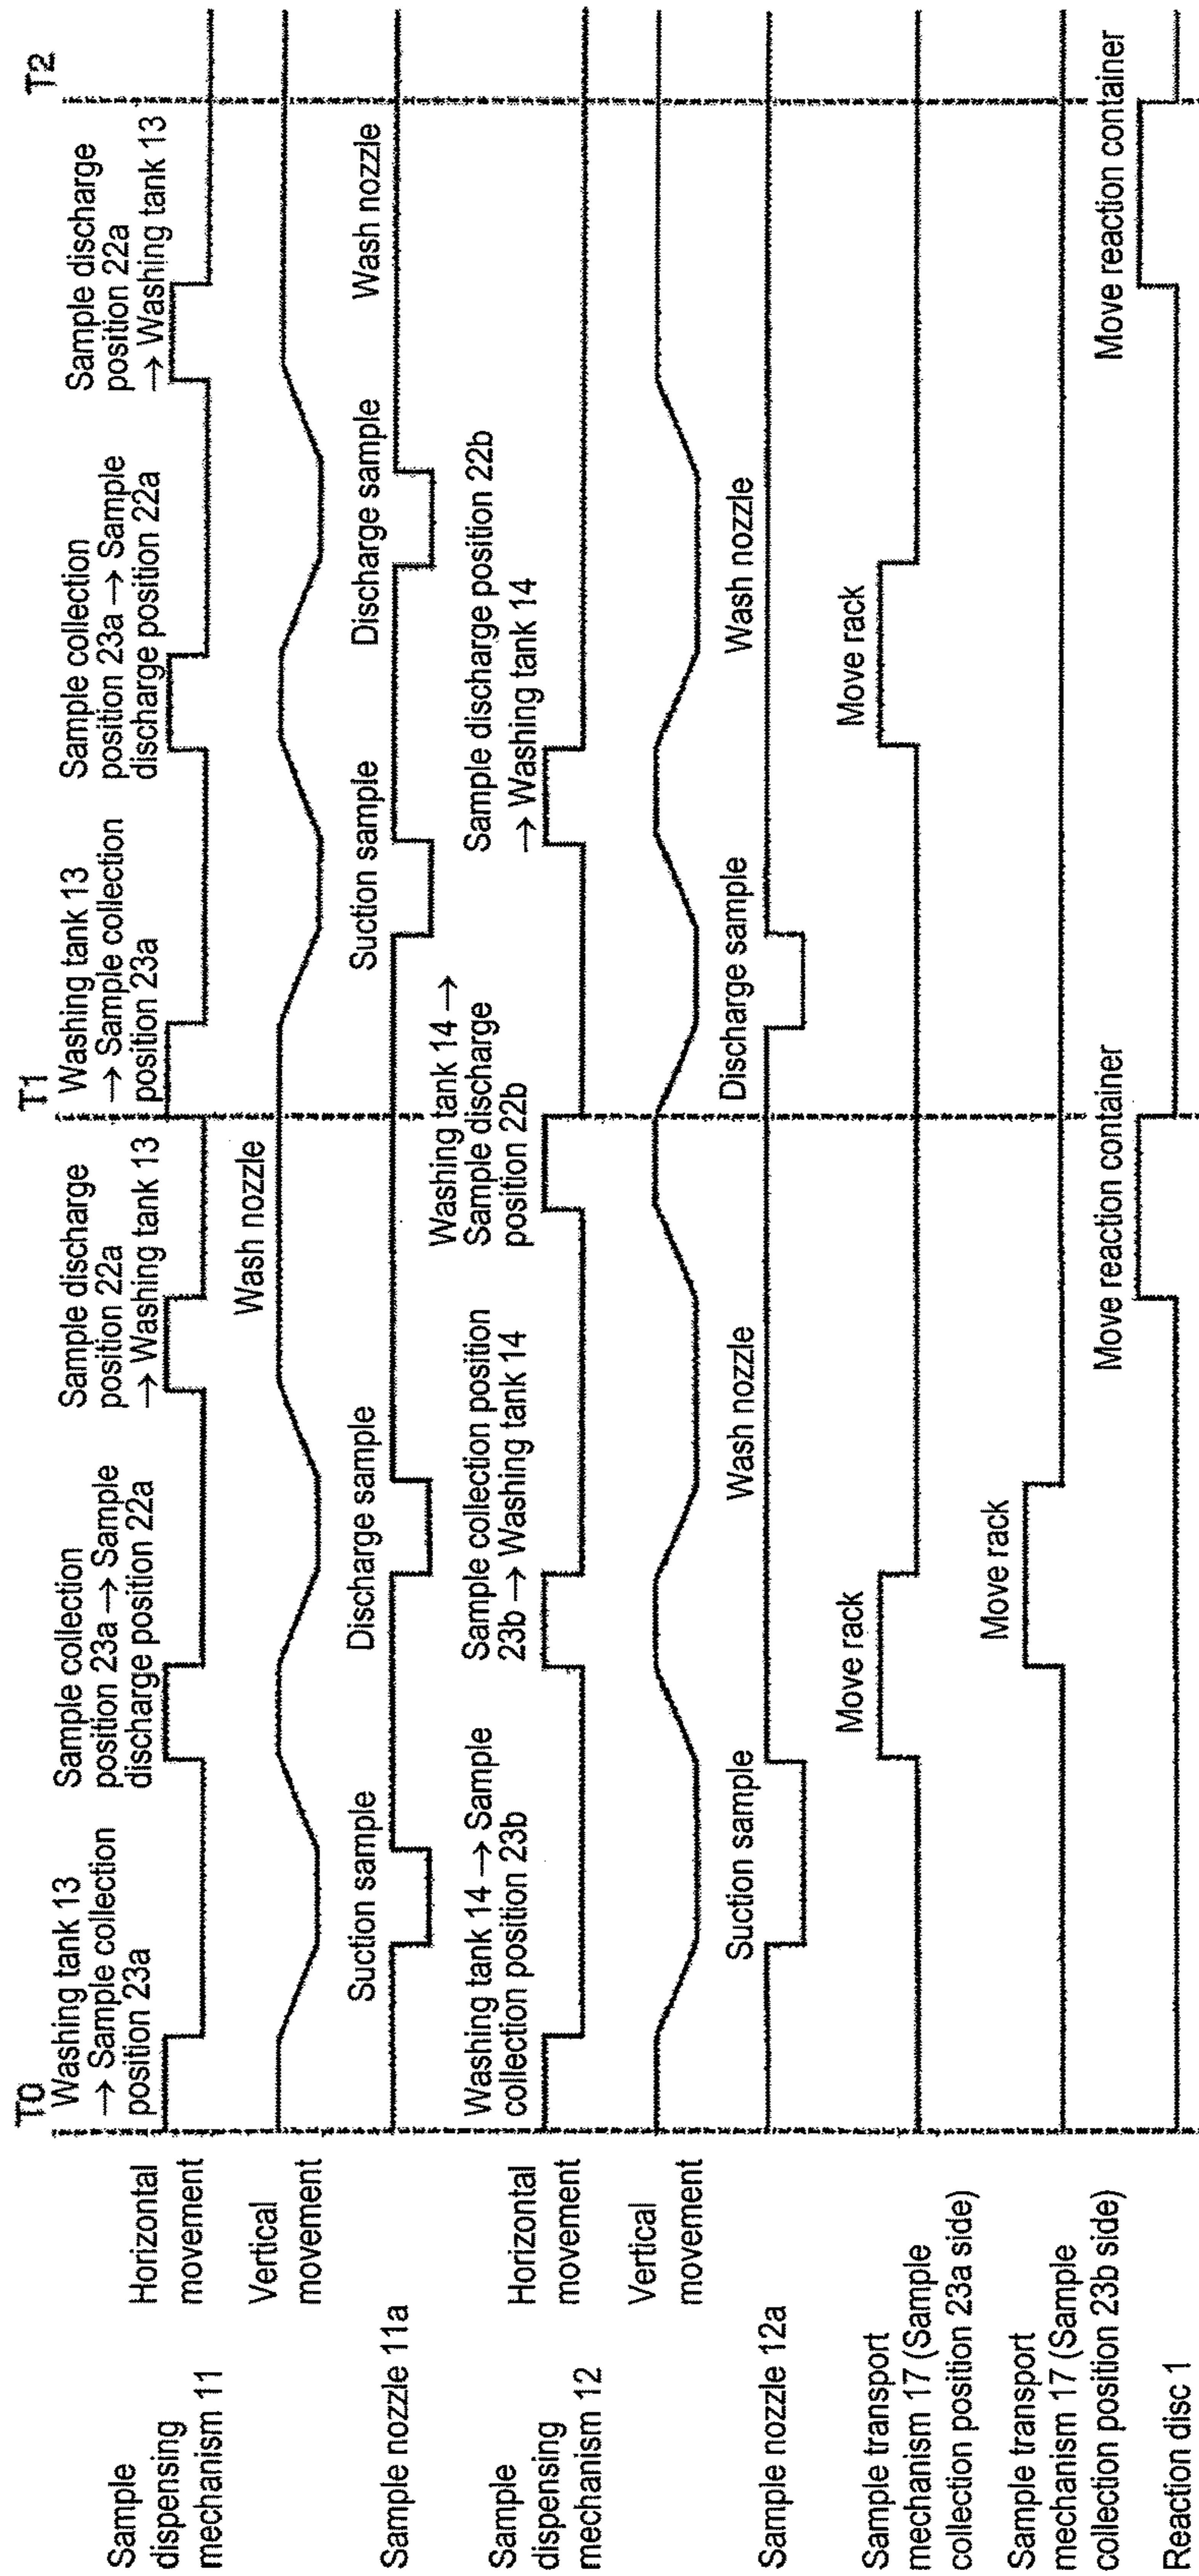 T0
T1
T2
Sample
dispensing
mechanism 11
Horizontal
movement
Washing tank 13
→ Sample collection
position 23a
Sample collection
position 23a → Sample
discharge position 22a
Sample discharge
position 22a
→ Washing tank 13
Washing tank 13
→ Sample collection
position 23a
Sample collection
position 23a → Sample
discharge position 22a
Sample discharge
position 22a
→ Washing tank 13
Vertical
movement
Wash nozzle
Sample nozzle 11a
Suction sample
Discharge sample
Suction sample
Discharge sample
Wash nozzle
Sample
dispensing
mechanism 12
Horizontal
movement
Washing tank 14 → Sample
collection position 23b
Sample collection position
23b → Washing tank 14
Washing tank 14 →
Sample discharge
position 22b
Sample discharge position 22b
→ Washing tank 14
Vertical
movement
Sample nozzle 12a
Suction sample
Wash nozzle
Discharge sample
Wash nozzle
Sample transport
mechanism 17 (Sample
collection position 23a side)
Move rack
Move rack
Sample transport
mechanism 17 (Sample
collection position 23b side)
Move rack
Reaction disc 1
Move reaction container
Move reaction container